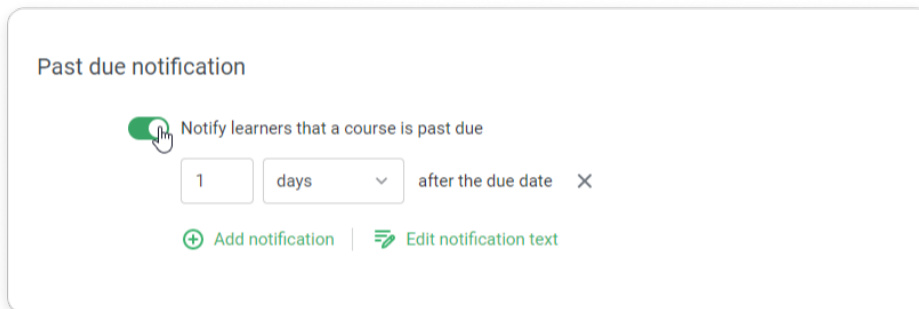 Past due notification
Notify learners that a course is past due
1 days after the due date
Add notification Edit notification text